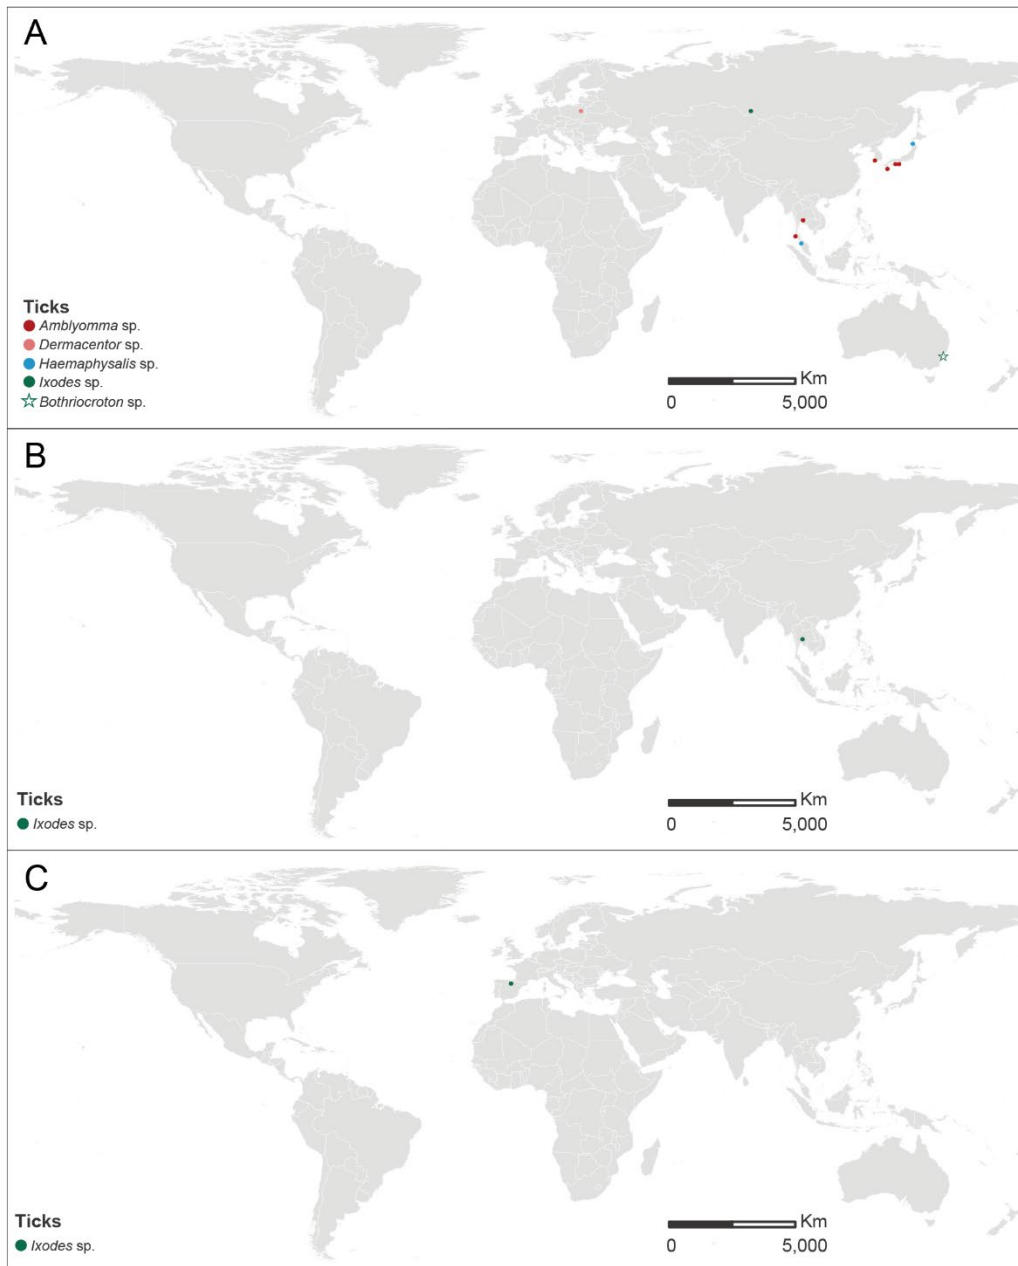 A
Ticks
Amblyomma sp.
Dermacentor sp.
Haemaphysalis sp.
Ixodes sp.
Bothriocroton sp.
Km
0 5,000
B
Ticks
Ixodes sp.
Km
0 5,000
C
Ticks
Ixodes sp.
Km
0 5,000